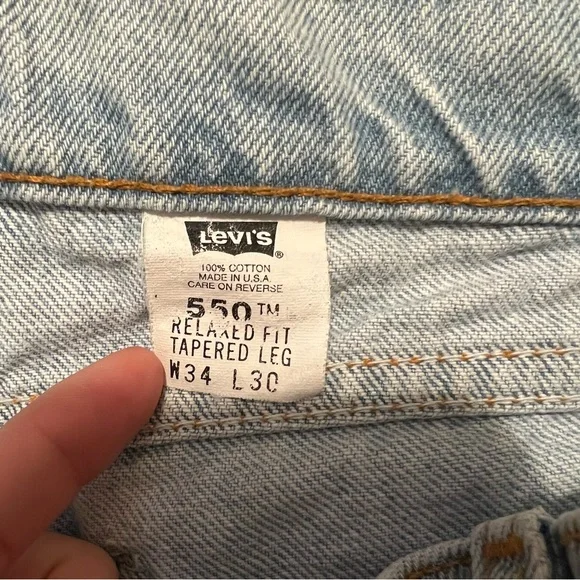 Levi's ®
100% COTTON
MADE IN U.S.A.
CARE ON REVERSE
550™
RELAXED FIT
TAPERED LEG
W34 L30